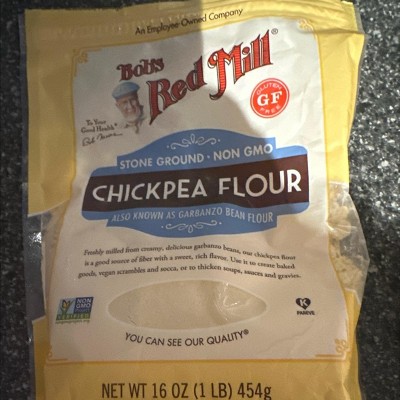 An Employee-Owned Company
Bob's
Red Mill®
GLUTEN
GF
FREE
To Your
Good Health®
Bob Moore
STONE GROUND • NON GMO
CHICKPEA FLOUR
ALSO KNOWN AS GARBANZO BEAN FLOUR
Freshly milled from creamy, delicious garbanzo beans, our chickpea flour
is a good source of fiber with a sweet, rich flavor. Use it to create baked
goods, vegan scrambles and socca, or to thicken soups, sauces and gravies.
NON
GMO
K
PAREVE
YOU CAN SEE OUR QUALITY®
NET WT 16 OZ (1 LB) 454g